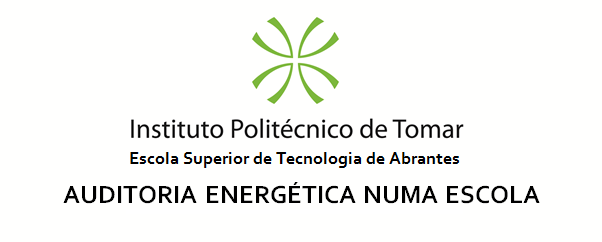 Instituto Politécnico de Tomar
Escola Superior de Tecnologia de Abrantes
AUDITORIA ENERGÉTICA NUMA ESCOLA